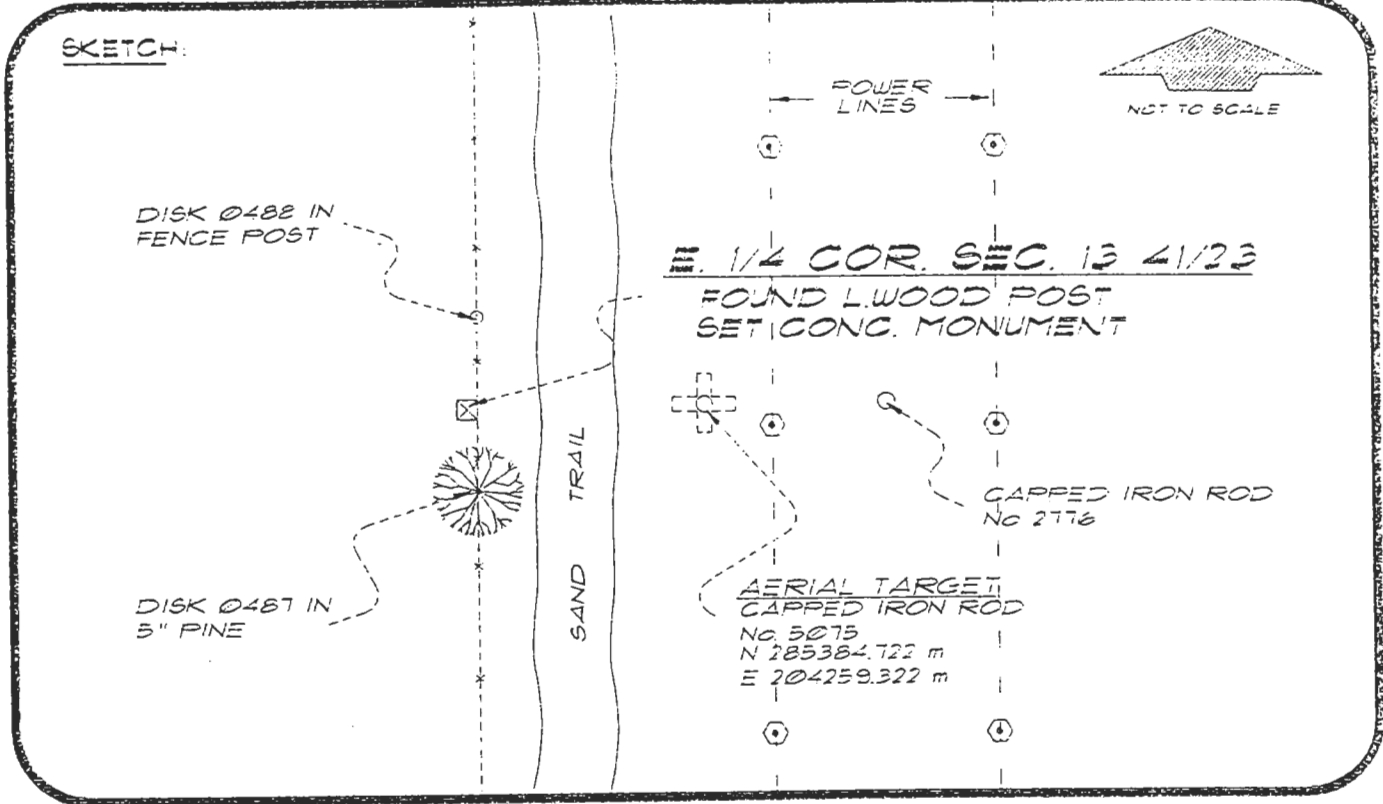 SKETCH:
POWER
LINES
NOT TO SCALE
DISK Ø488 IN
FENCE POST
E. 1/4 COR. SEC. 13 41/23
FOUND L.WOOD POST
SET CONC. MONUMENT
SAND TRAIL
CAPPED IRON ROD
No 2776
DISK Ø487 IN
5" PINE
AERIAL TARGET
CAPPED IRON ROD
No. 5075
N 285384.722 m
E 204259.322 m